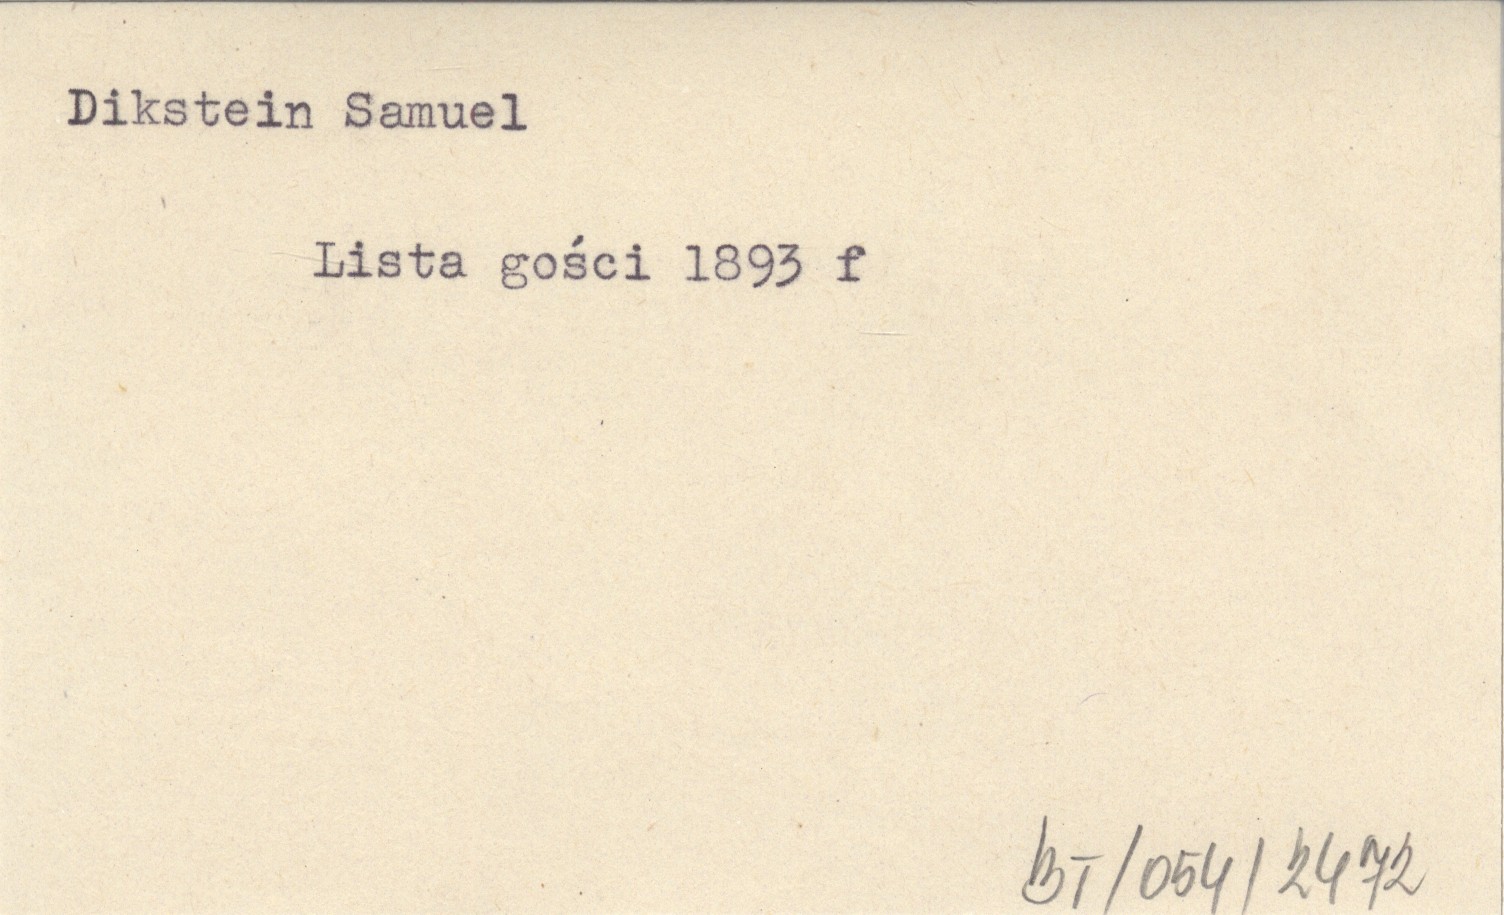 Dikstein Samuel
Lista gości 1893 f
BT/054/2472